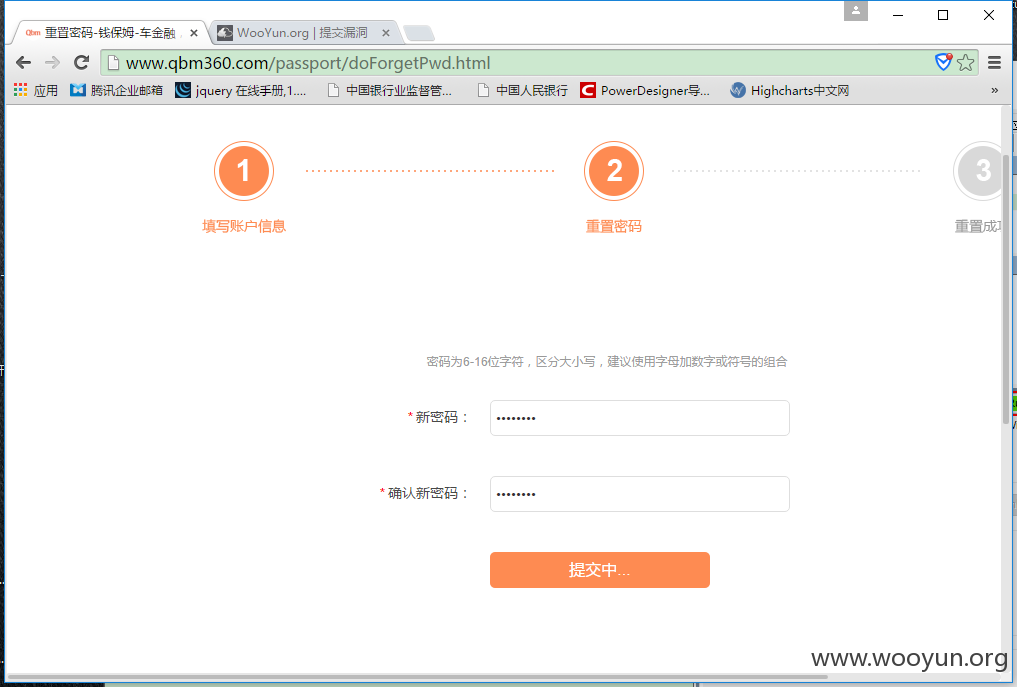 Qbm 重置密码-钱保姆-车金融
WooYun.org | 提交漏洞
www.qbm360.com/passport/doForgetPwd.html
应用 腾讯企业邮箱 jquery 在线手册,1.... 中国银行业监督管... 中国人民银行 PowerDesigner导... Highcharts中文网 »
1 2 3
填写账户信息 重置密码 重置成
密码为6-16位字符，区分大小写，建议使用字母加数字或符号的组合
* 新密码： ••••••••
* 确认新密码： ••••••••
提交中...
www.wooyun.org